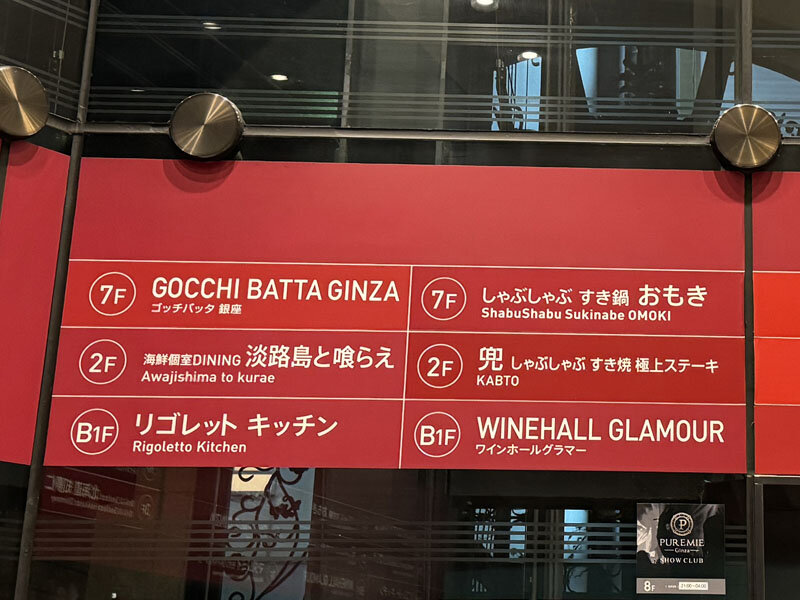 7F GOCCHI BATTA GINZA
ゴッチバッタ 銀座
7F しゃぶしゃぶ すき鍋 おもき
ShabuShabu Sukinabe OMOKI
2F 海鮮個室DINING 淡路島と喰らえ
Awajishima to kurae
2F 兜 しゃぶしゃぶ すき焼 極上ステーキ
KABTO
B1F リゴレット キッチン
Rigoletto Kitchen
B1F WINEHALL GLAMOUR
ワインホールグラマー
P
PUREMIE
Ginza
SHOW CLUB
8F